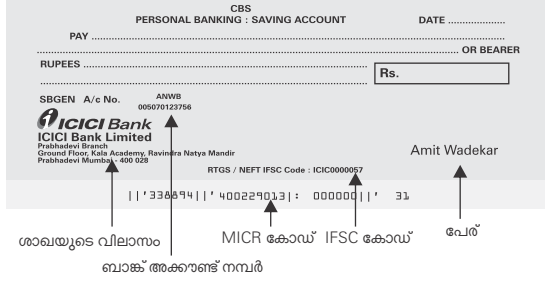 CBS
PERSONAL BANKING : SAVING ACCOUNT DATE ...................
PAY ..........................................................................................................
.......................................................................................................... OR BEARER
RUPEES ..........................................................................................
.......................................................................................................... Rs.
SBGEN A/c No. ANWB
005070123756
ICICI Bank
ICICI Bank Limited
Prabhadevi Branch
Ground Floor, Kala Academy, Ravindra Natya Mandir
Prabhadevi Mumbai - 400 028
Amit Wadekar
RTGS / NEFT IFSC Code : ICIC0000057
||'338894||' 400229013|: 000000||' 31
ശാഖയുടെ വിലാസം MICR കോഡ് IFSC കോഡ് പേര്
ബാങ്ക് അക്കൗണ്ട് നമ്പർ